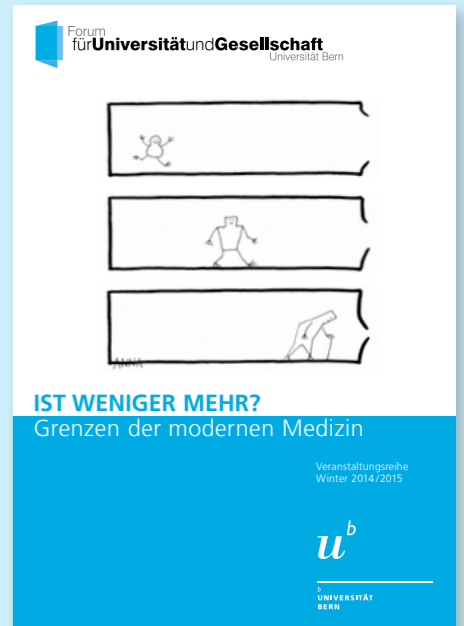 Forum
fürUniversitätundGesellschaft
Universität Bern
ANNA
IST WENIGER MEHR?
Grenzen der modernen Medizin
Veranstaltungsreihe
Winter 2014/2015
u^b
b
UNIVERSITÄT
BERN